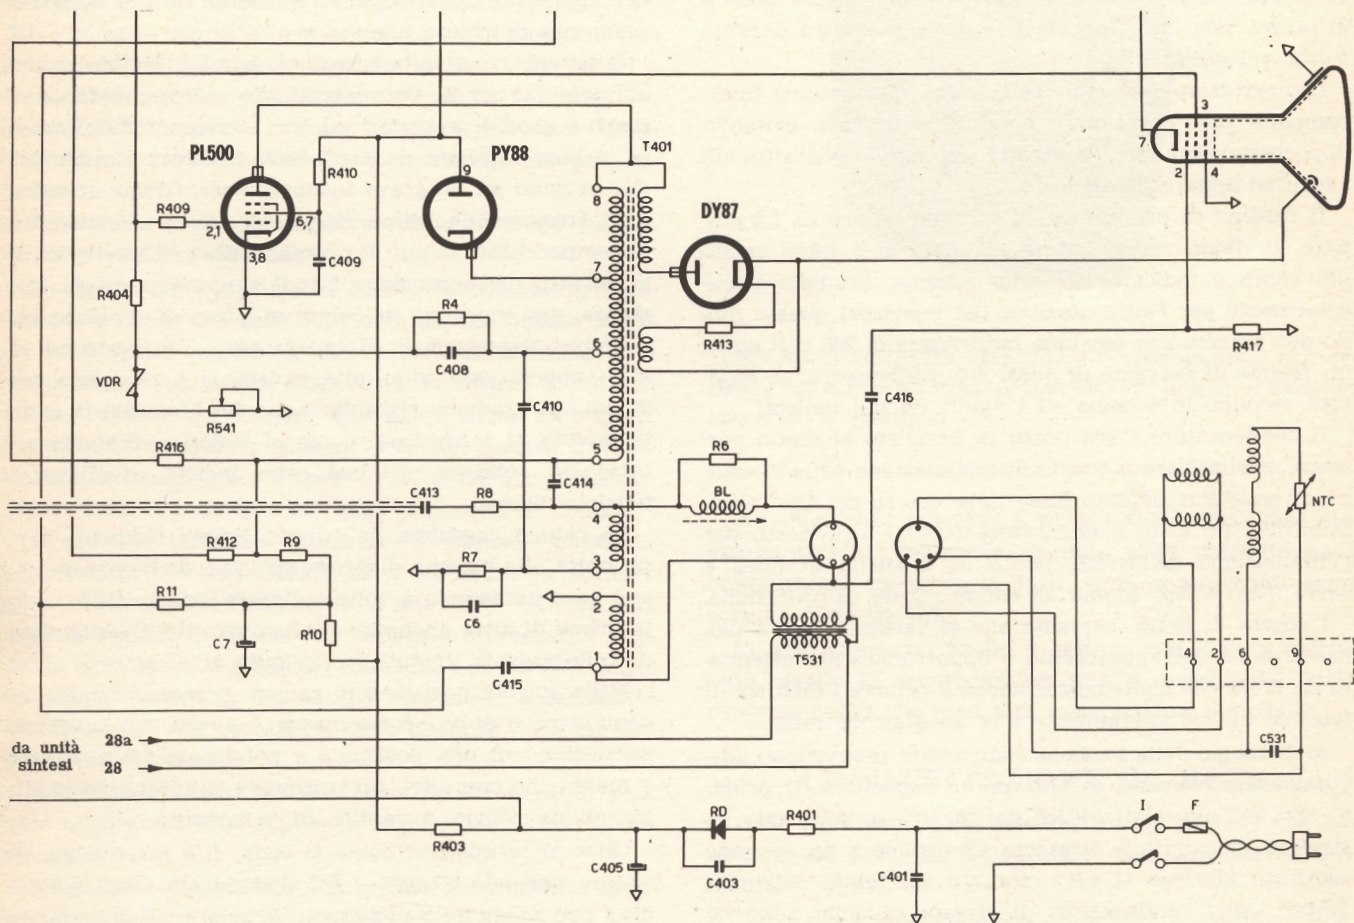 PL500
PY88
T401
DY87
R409
R410
2,1
6,7
3,8
C409
9
8
7
3
7
2
4
R404
R4
C408
6
R413
R417
VDR
R541
C410
C416
R416
5
C414
R6
BL
NTC
C413
R8
4
R412
R9
R7
3
C6
2
R11
R10
C7
1
C415
T531
4
2
6
9
28a
da unità
sintesi
28
C531
R403
RD
R401
I
F
C405
C403
C401